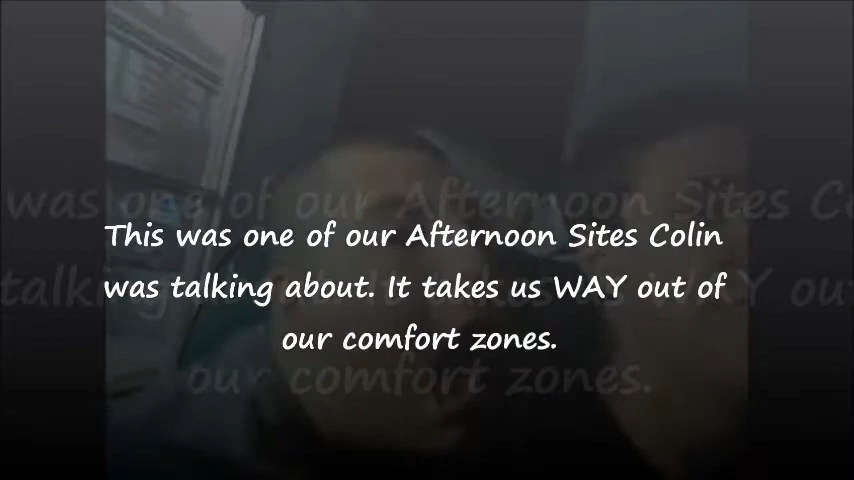 This was one of our Afternoon Sites Colin
was talking about. It takes us WAY out of
our comfort zones.